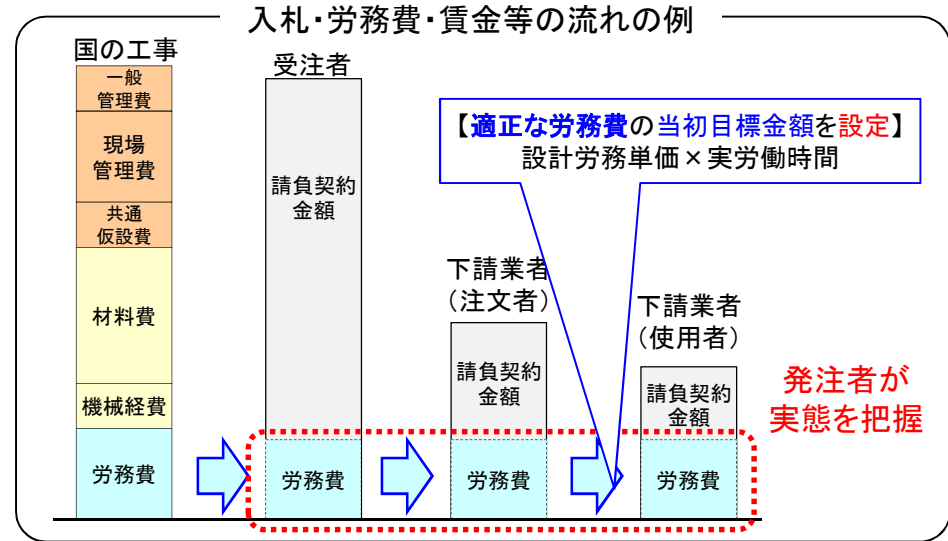 入札・労務費・賃金等の流れの例
国の工事
一般
管理費
現場
管理費
共通
仮設費
材料費
機械経費
労務費
受注者
請負契約
金額
労務費
【適正な労務費の当初目標金額を設定】
設計労務単価×実労働時間
下請業者
（注文者）
請負契約
金額
労務費
下請業者
（使用者）
請負契約
金額
労務費
発注者が
実態を把握